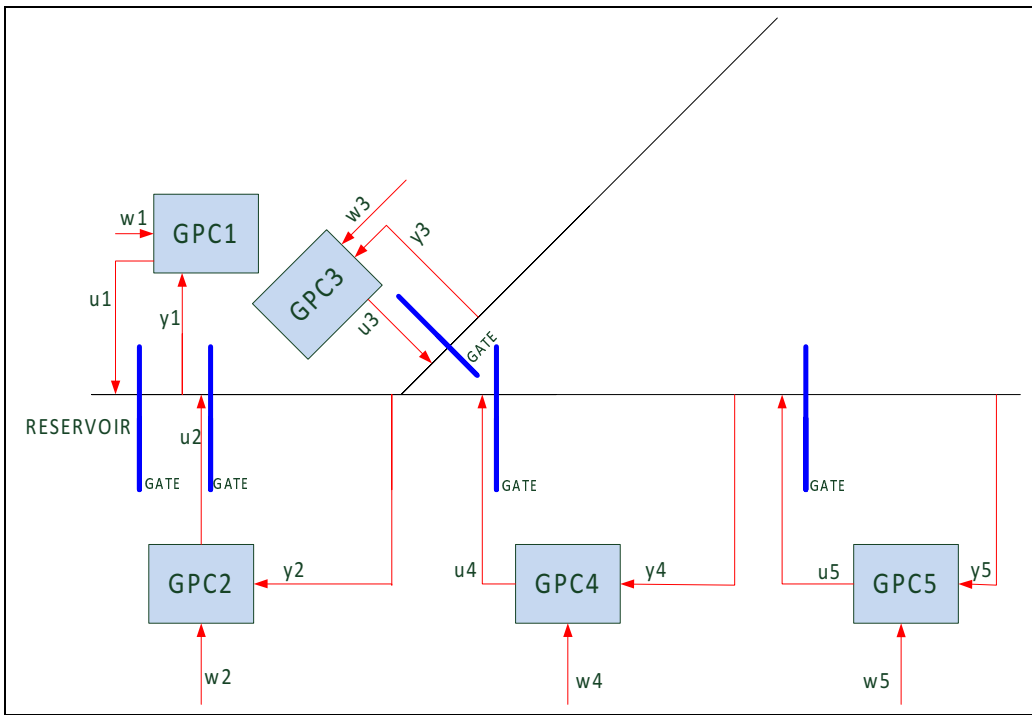 w1
GPC1
w3
y3
GPC3
u1
y1
u3
GATE
RESERVOIR
u2
GATE
GATE
GATE
GATE
GPC2
y2
u4
GPC4
y4
u5
GPC5
y5
w2
w4
w5